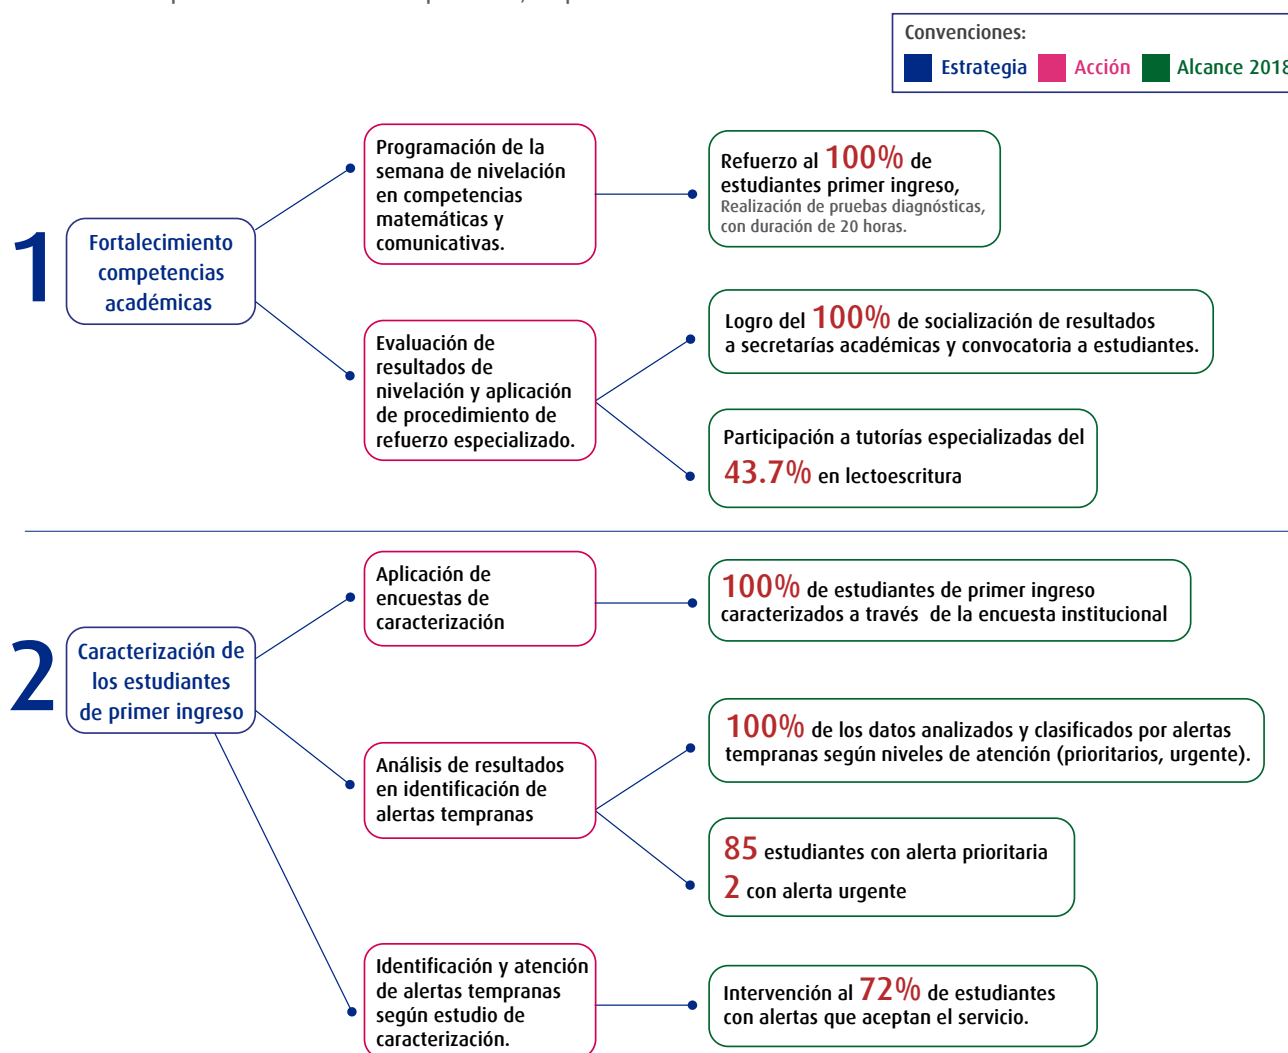 Convenciones:
Estrategia Acción Alcance 2018
1
Fortalecimiento
competencias
académicas
Programación de la
semana de nivelación
en competencias
matemáticas y
comunicativas.
Refuerzo al 100% de
estudiantes primer ingreso,
Realización de pruebas diagnósticas,
con duración de 20 horas.
Evaluación de
resultados de
nivelación y aplicación
de procedimiento de
refuerzo especializado.
Logro del 100% de socialización de resultados
a secretarías académicas y convocatoria a estudiantes.
Participación a tutorías especializadas del
43.7% en lectoescritura
2
Caracterización de
los estudiantes
de primer ingreso
Aplicación de
encuestas de
caracterización
100% de estudiantes de primer ingreso
caracterizados a través de la encuesta institucional
Análisis de resultados
en identificación de
alertas tempranas
100% de los datos analizados y clasificados por alertas
tempranas según niveles de atención (prioritarios, urgente).
85 estudiantes con alerta prioritaria
2 con alerta urgente
Identificación y atención
de alertas tempranas
según estudio de
caracterización.
Intervención al 72% de estudiantes
con alertas que aceptan el servicio.